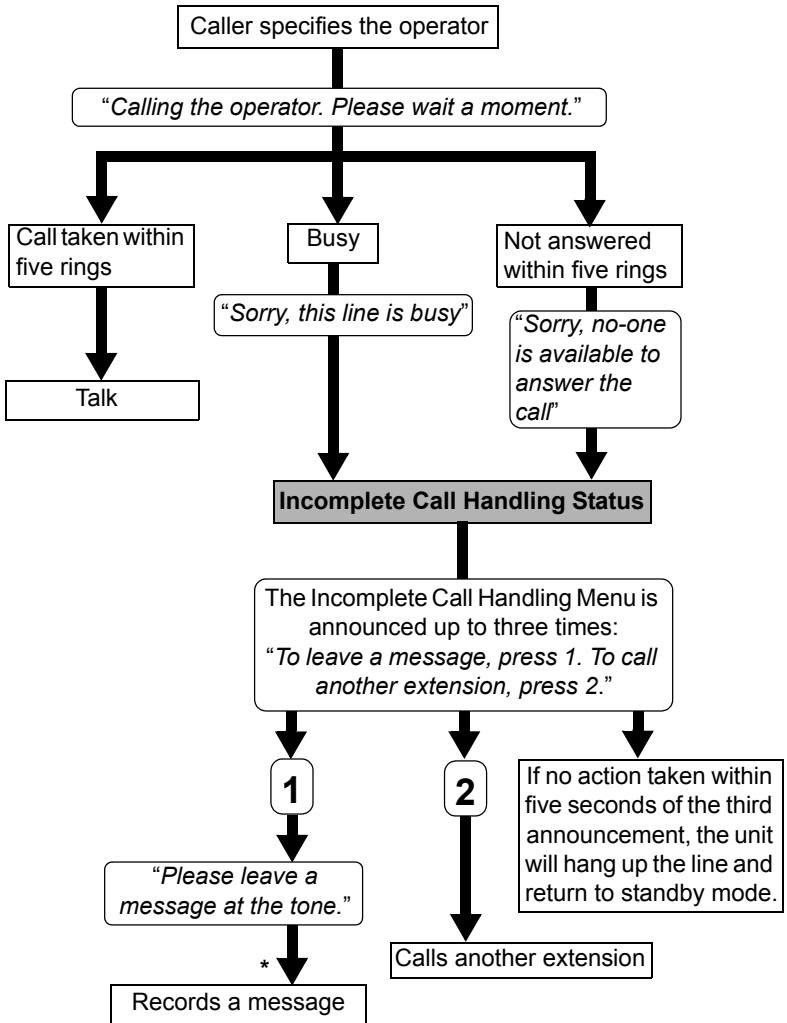 Caller specifies the operator
“Calling the operator. Please wait a moment.”
Call taken within
five rings
Busy
Not answered
within five rings
“Sorry, this line is busy”
“Sorry, no-one
is available to
answer the
call”
Talk
Incomplete Call Handling Status
The Incomplete Call Handling Menu is
announced up to three times:
“To leave a message, press 1. To call
another extension, press 2.”
1
2
If no action taken within
five seconds of the third
announcement, the unit
will hang up the line and
return to standby mode.
“Please leave a
message at the tone.”
*
Calls another extension
Records a message